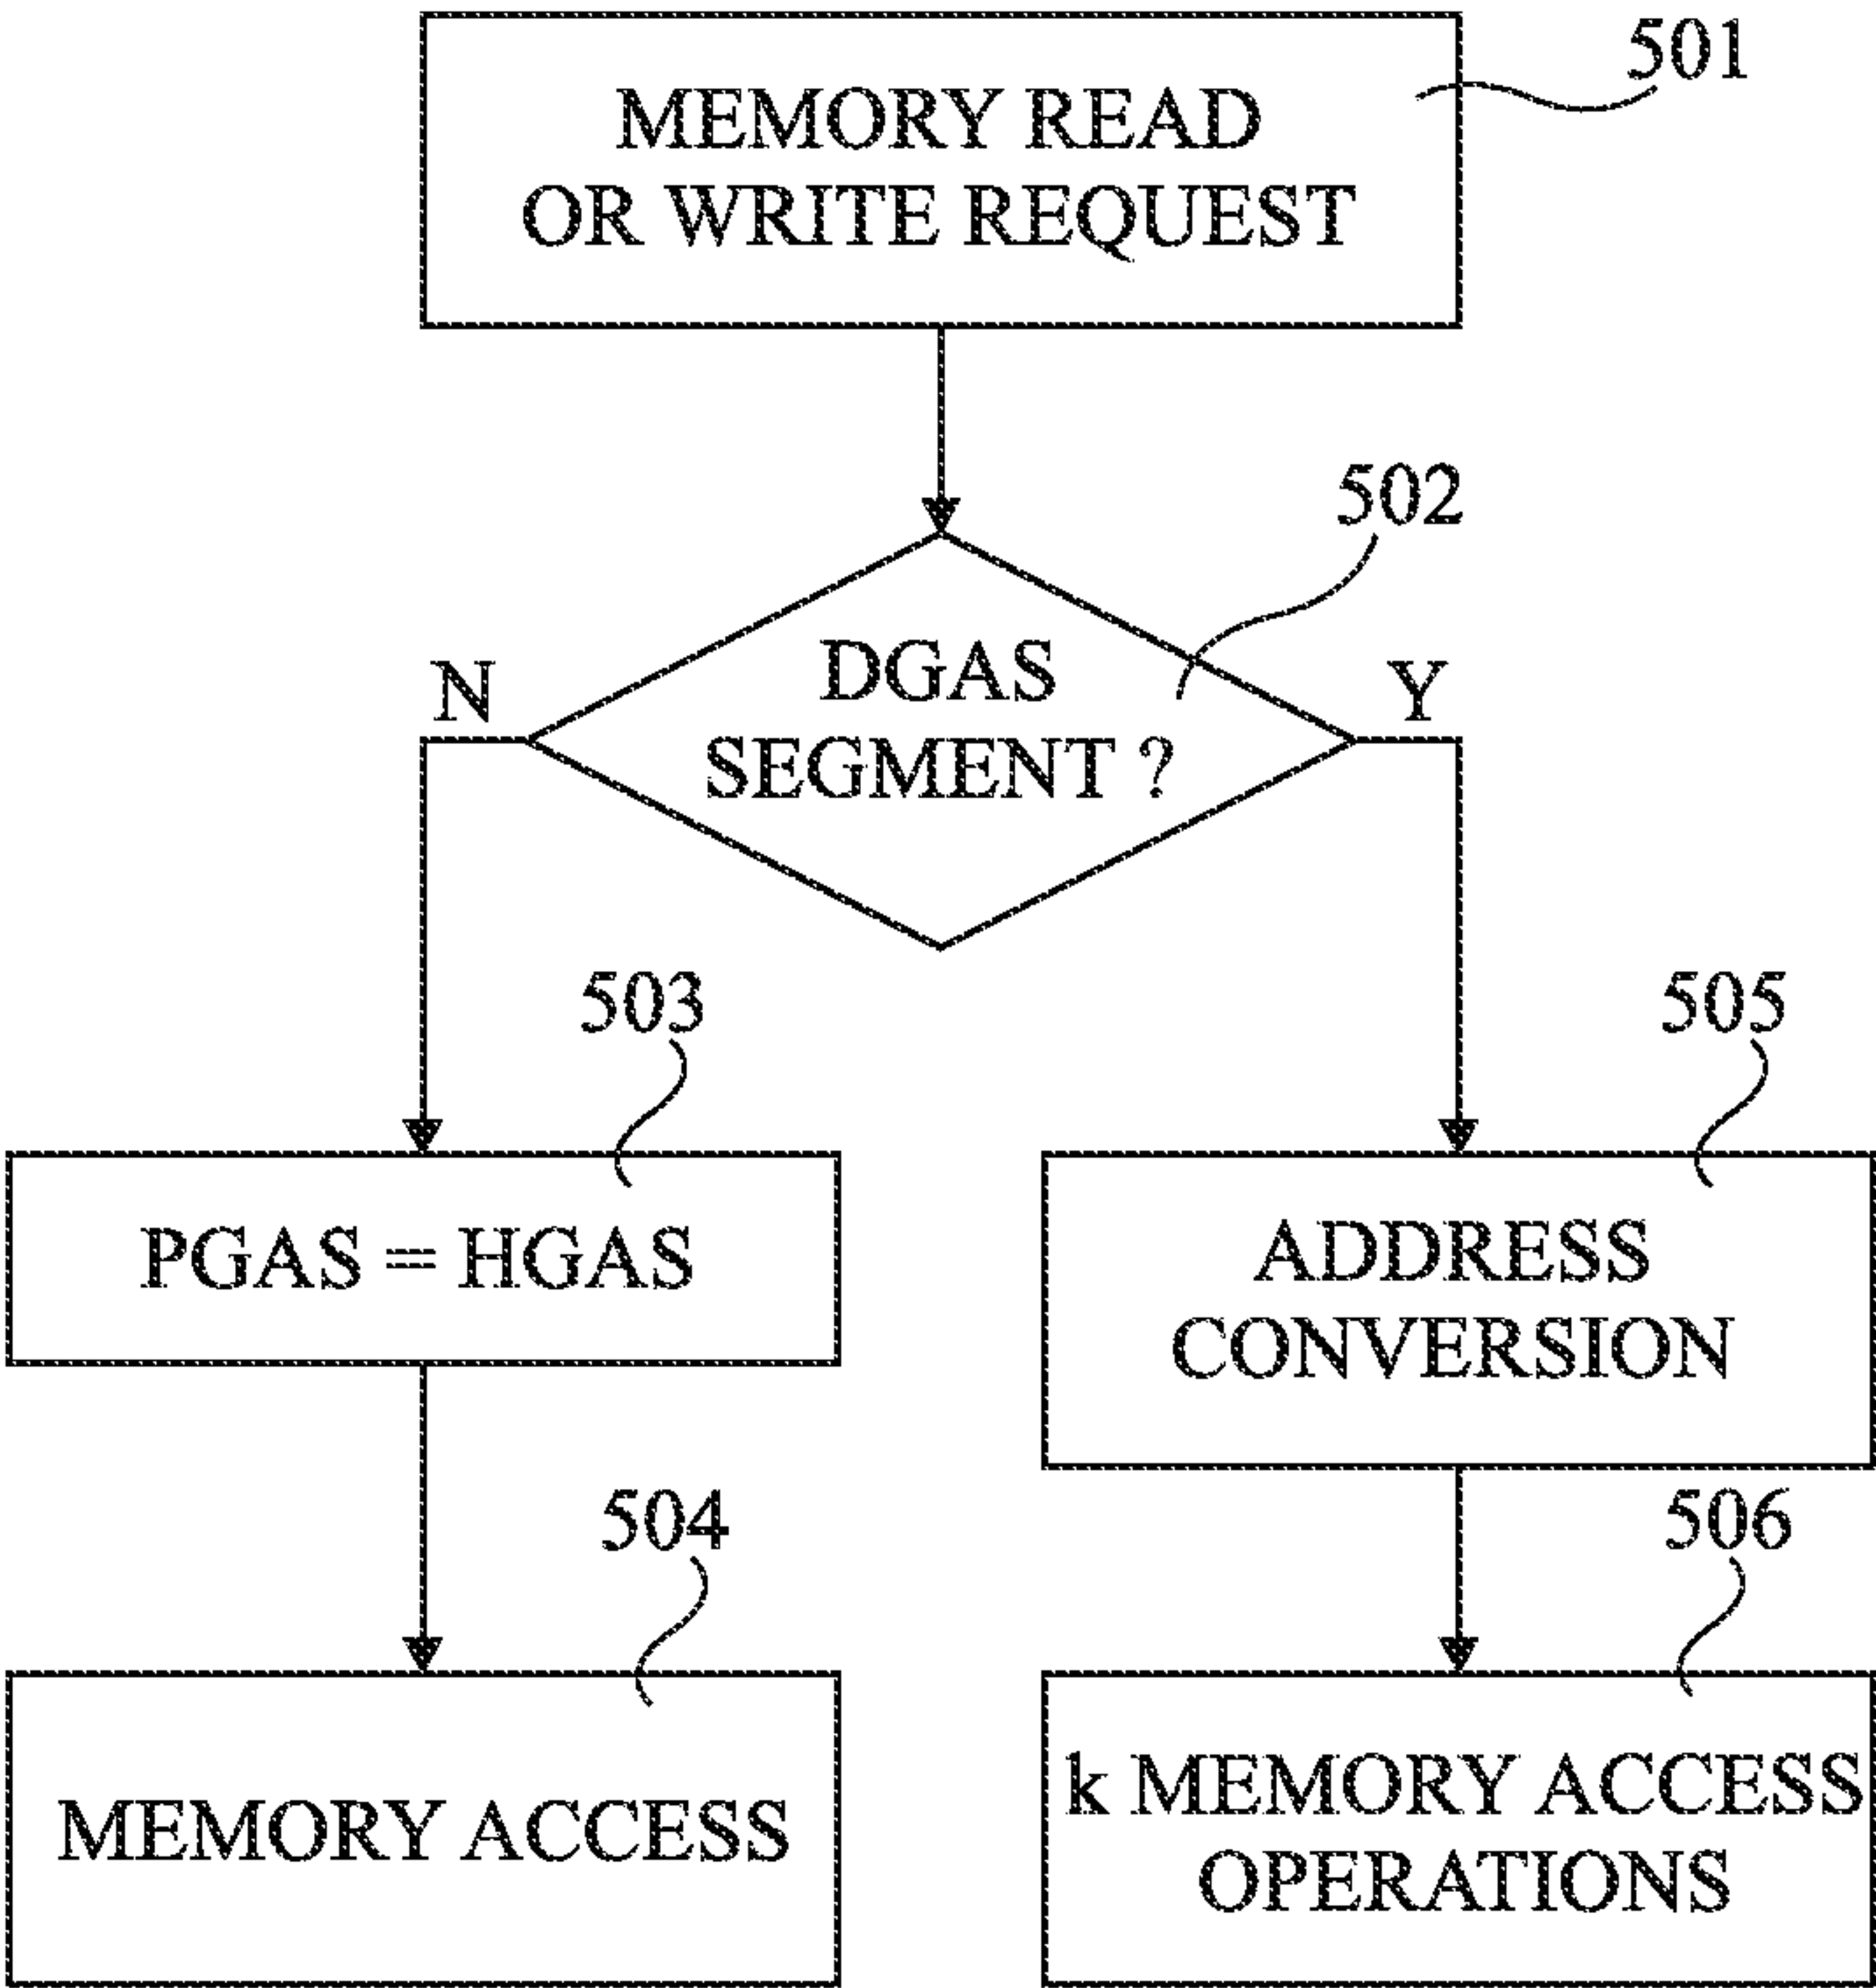 501
MEMORY READ
OR WRITE REQUEST
502
DGAS
SEGMENT ?
N
Y
503
505
PGAS = HGAS
ADDRESS
CONVERSION
504
506
MEMORY ACCESS
k MEMORY ACCESS
OPERATIONS